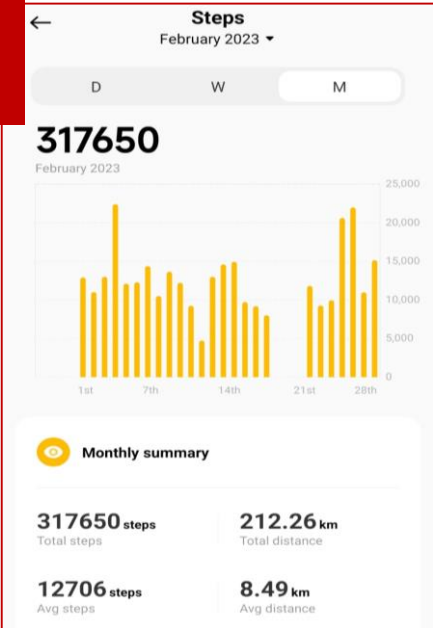 Steps
February 2023
D W M
317650
February 2023
25,000
20,000
15,000
10,000
5,000
0
1st 7th 14th 21st 28th
Monthly summary
317650 steps 212.26 km
Total steps Total distance
12706 steps 8.49 km
Avg steps Avg distance